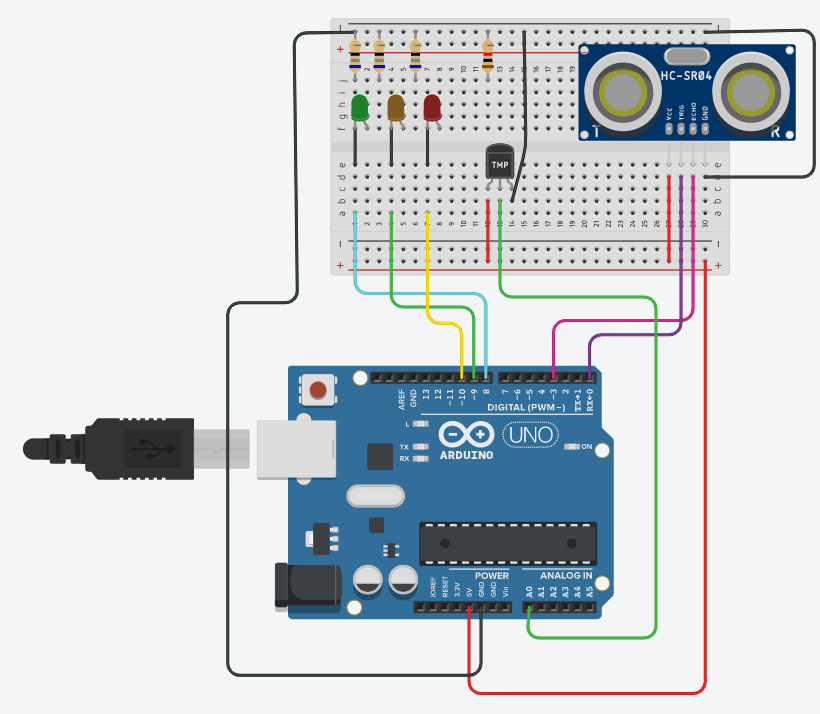 HC-SR04
VCC
TRIG
ECHO
GND
T
R
j
i
h
g
f
TMP
e
d
c
b
a
AREF
GND
13
12
~11
~10
~9
8
7
~6
~5
4
~3
2
TX→1
RX←0
DIGITAL (PWM~)
L
TX
RX
ARDUINO
UNO
ON
POWER
ANALOG IN
IOREF
RESET
3.3V
5V
GND
GND
Vin
A0
A1
A2
A3
A4
A5